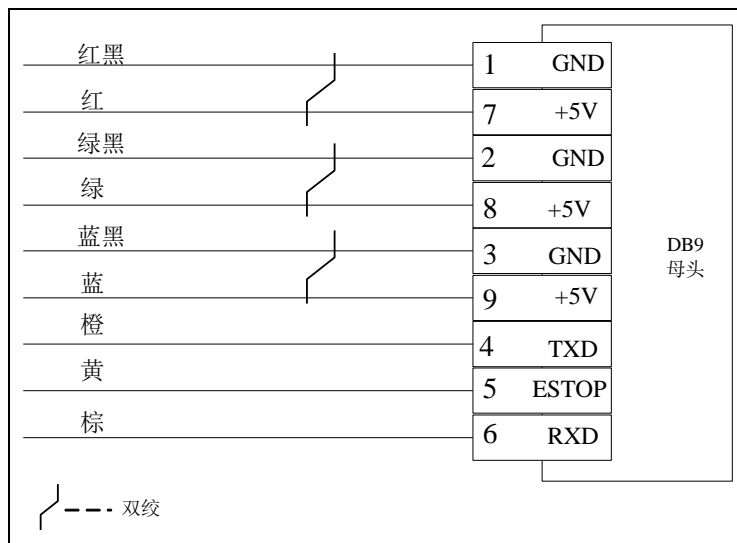 红黑 1 GND
红 7 +5V
绿黑 2 GND
绿 8 +5V
蓝黑 3 GND
蓝 9 +5V
橙 4 TXD
黄 5 ESTOP
棕 6 RXD
DB9
母头
双绞